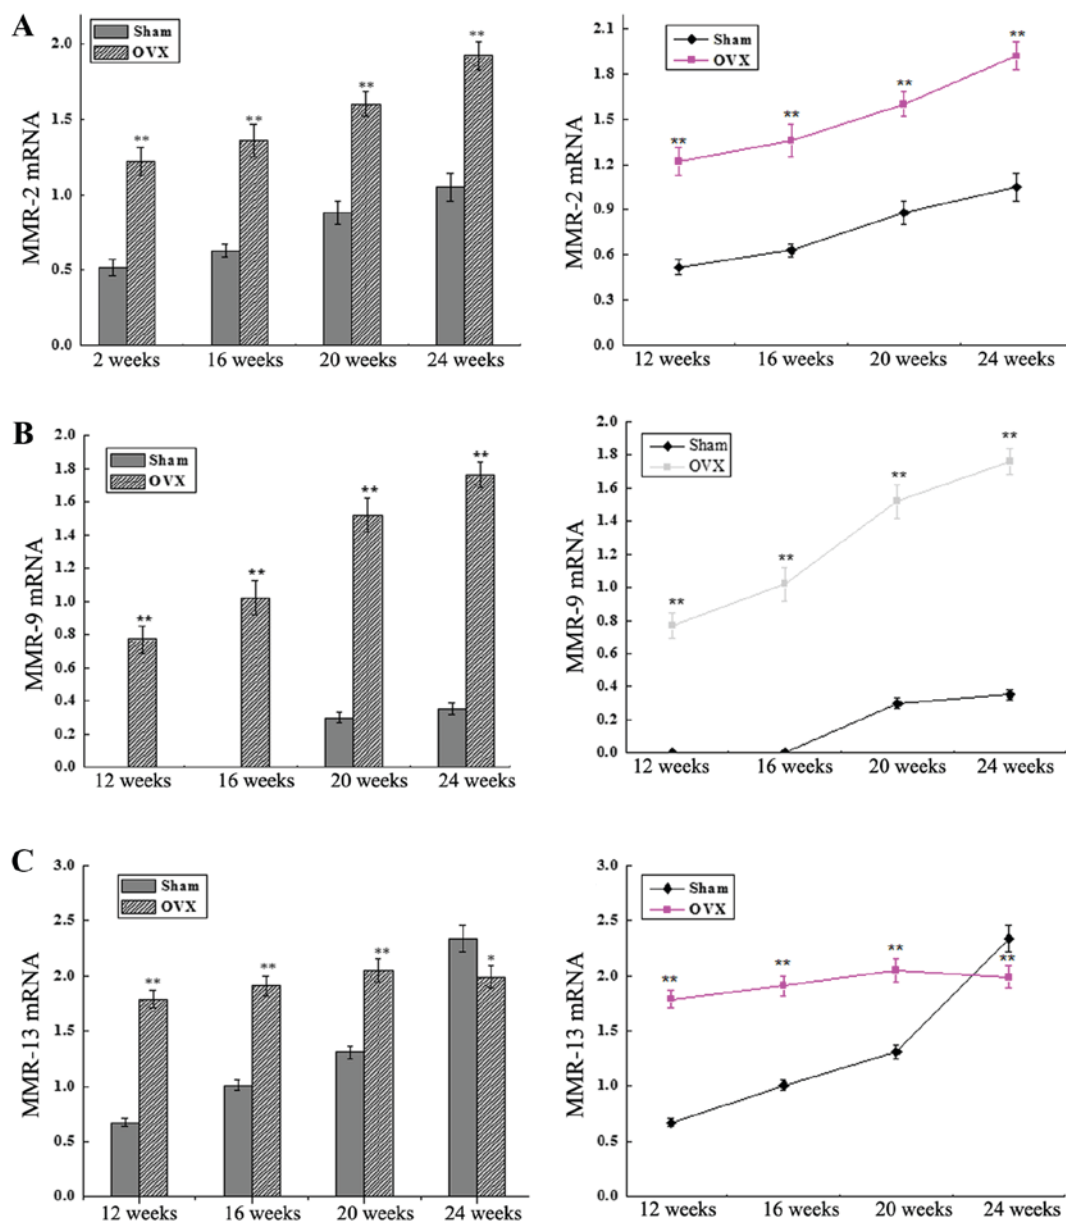 A
MMR-2 mRNA
2.0
1.5
1.0
0.5
0.0
Sham
OVX
**
**
**
**
2 weeks
16 weeks
20 weeks
24 weeks
MMR-2 mRNA
2.1
1.8
1.5
1.2
0.9
0.6
0.3
0.0
Sham
OVX
**
**
**
**
12 weeks
16 weeks
20 weeks
24 weeks
B
MMR-9 mRNA
2.0
1.8
1.6
1.4
1.2
1.0
0.8
0.6
0.4
0.2
0.0
Sham
OVX
**
**
**
**
12 weeks
16 weeks
20 weeks
24 weeks
MMR-9 mRNA
2.0
1.8
1.6
1.4
1.2
1.0
0.8
0.6
0.4
0.2
0.0
Sham
OVX
**
**
**
**
12 weeks
16 weeks
20 weeks
24 weeks
C
MMR-13 mRNA
3.0
2.5
2.0
1.5
1.0
0.5
0.0
Sham
OVX
**
**
**
*
12 weeks
16 weeks
20 weeks
24 weeks
MMR-13 mRNA
3.0
2.5
2.0
1.5
1.0
0.5
0.0
Sham
OVX
**
**
**
**
12 weeks
16 weeks
20 weeks
24 weeks